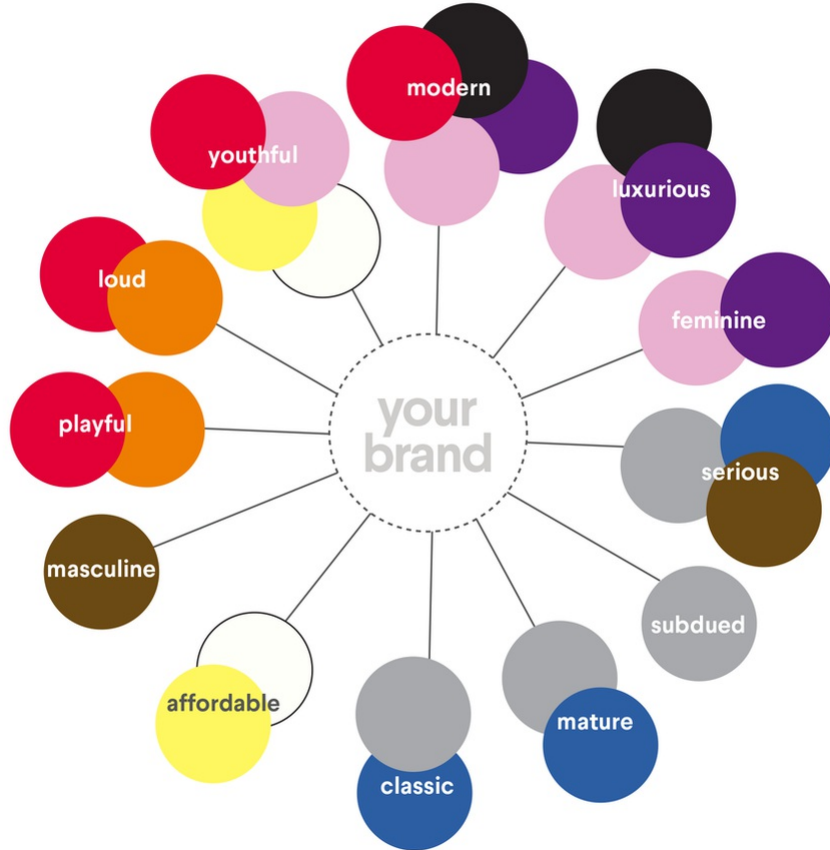 modern
youthful
luxurious
loud
feminine
playful
your
brand
serious
masculine
subdued
affordable
mature
classic